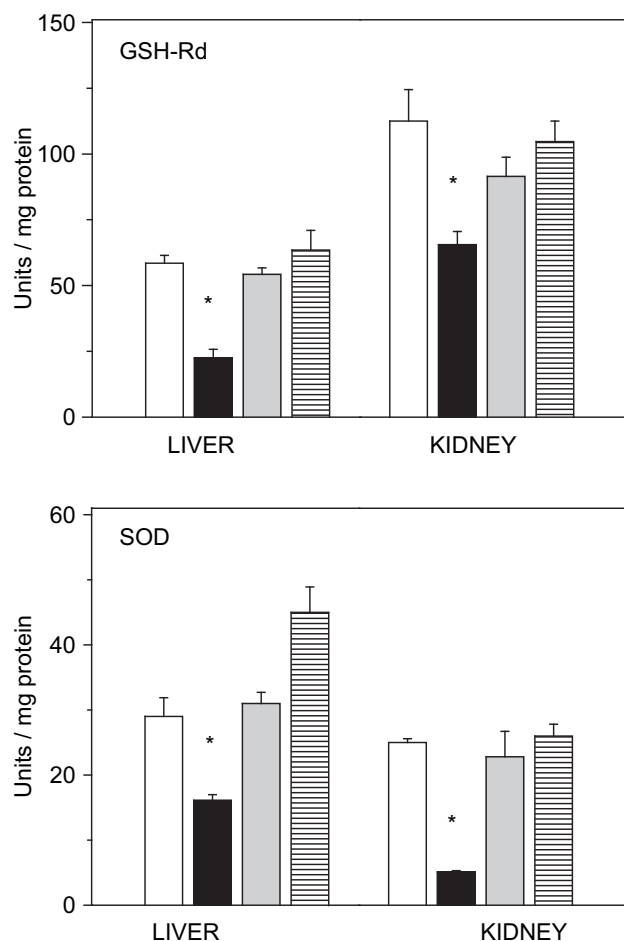 150
GSH-Rd
100
Units / mg protein
*
*
50
0
LIVER KIDNEY
60
SOD
40
Units / mg protein
*
20
*
0
LIVER KIDNEY